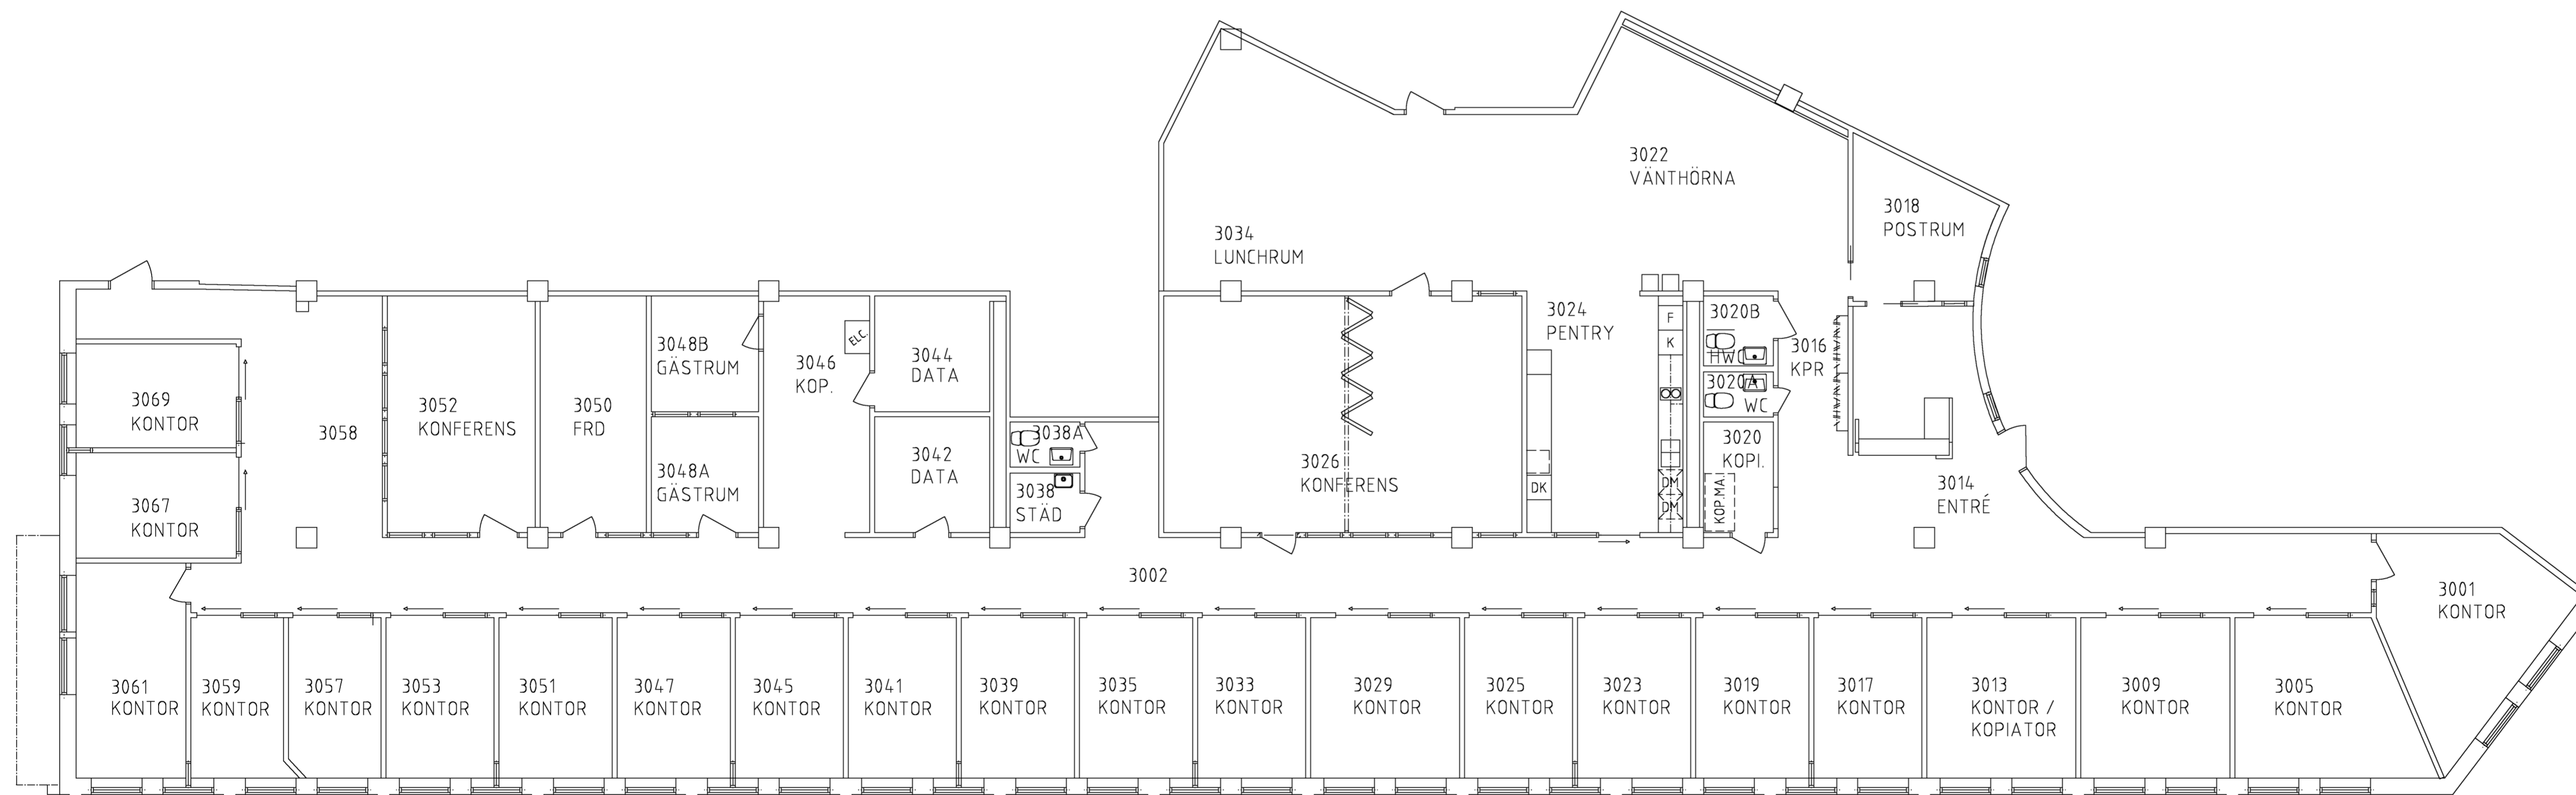 3022
VÄNTHÖRNA
3018
POSTRUM
3034
LUNCHRUM
3024
PENTRY
F
K
DM
DM
DK
3020B
HW
3020A
WC
3020
KOPI.
KOP.MA.
3016
KPR
3014
ENTRÉ
3026
KONFERENS
3069
KONTOR
3067
KONTOR
3058
3052
KONFERENS
3050
FRD
3048B
GÄSTRUM
3048A
GÄSTRUM
3046
KOP.
ELC.
3044
DATA
3042
DATA
3038A
WC
3038
STÄD
3002
3001
KONTOR
3061
KONTOR
3059
KONTOR
3057
KONTOR
3053
KONTOR
3051
KONTOR
3047
KONTOR
3045
KONTOR
3041
KONTOR
3039
KONTOR
3035
KONTOR
3033
KONTOR
3029
KONTOR
3025
KONTOR
3023
KONTOR
3019
KONTOR
3017
KONTOR
3013
KONTOR /
KOPIATOR
3009
KONTOR
3005
KONTOR